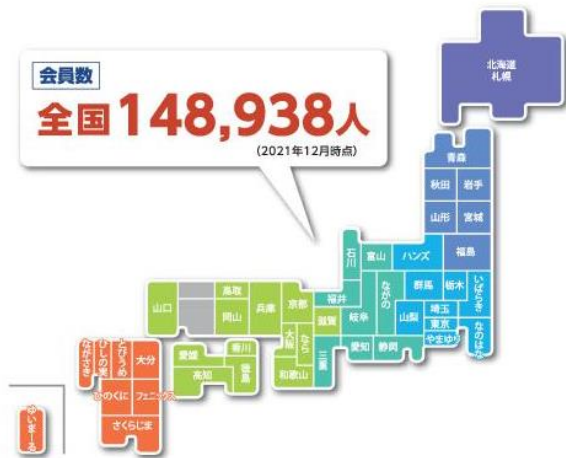 会員数
全国148,938人
(2021年12月時点)
北海道
札幌
青森
秋田
岩手
山形
宮城
福島
石川
富山
ハンズ
福井
岐阜
ながの
群馬
栃木
いばらき
埼玉
東京
山梨
やまゆり
なのはな
愛知
静岡
三重
滋賀
京都
兵庫
大阪
なら
和歌山
鳥取
岡山
山口
愛媛
香川
高知
徳島
ながさき
ひしの実
とびうめ
大分
ひのくに
フェニックス
さくらじま
ゆいまーる